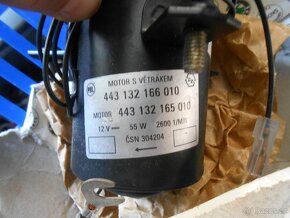 MOTOR S VĚTRÁKEM
443 132 166 010
MOTOR 443 132 165 010
12 V⎓ 55 W 2600 1/MIN
ČSN 304204